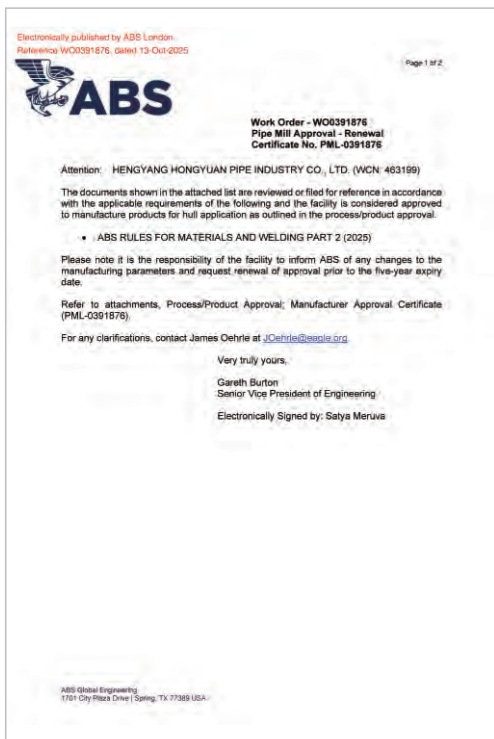 Electronically published by ABS London.
Reference WO0391876, dated 13-Oct-2025
Page 1 of 2
ABS
Work Order - WO0391876
Pipe Mill Approval - Renewal
Certificate No. PML-0391876
Attention: HENGYANG HONGYUAN PIPE INDUSTRY CO., LTD. (WCN: 463199)
The documents shown in the attached list are reviewed or filed for reference in accordance
with the applicable requirements of the following and the facility is considered approved
to manufacture products for hull application as outlined in the process/product approval.
• ABS RULES FOR MATERIALS AND WELDING PART 2 (2025)
Please note it is the responsibility of the facility to inform ABS of any changes to the
manufacturing parameters and request renewal of approval prior to the five-year expiry
date.
Refer to attachments, Process/Product Approval; Manufacturer Approval Certificate
(PML-0391876).
For any clarifications, contact James Oehrle at JOehrle@eagle.org.
Very truly yours,
Gareth Burton
Senior Vice President of Engineering
Electronically Signed by: Satya Meruva
ABS Global Engineering
1701 City Plaza Drive | Spring, TX 77389 USA